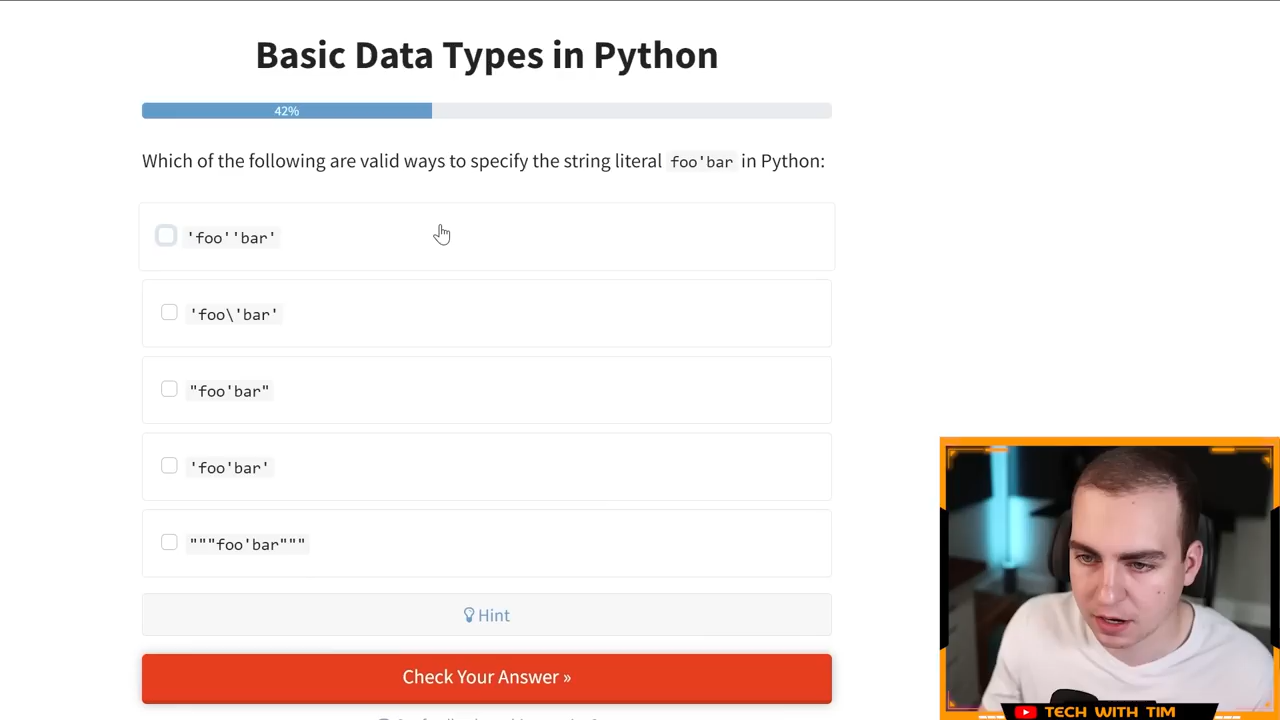 Basic Data Types in Python
42%
Which of the following are valid ways to specify the string literal foo'bar in Python:
'foo''bar'
'foo\'bar'
"foo'bar"
'foo'bar'
"""foo'bar"""
Hint
Check Your Answer »
TECH WITH TIM